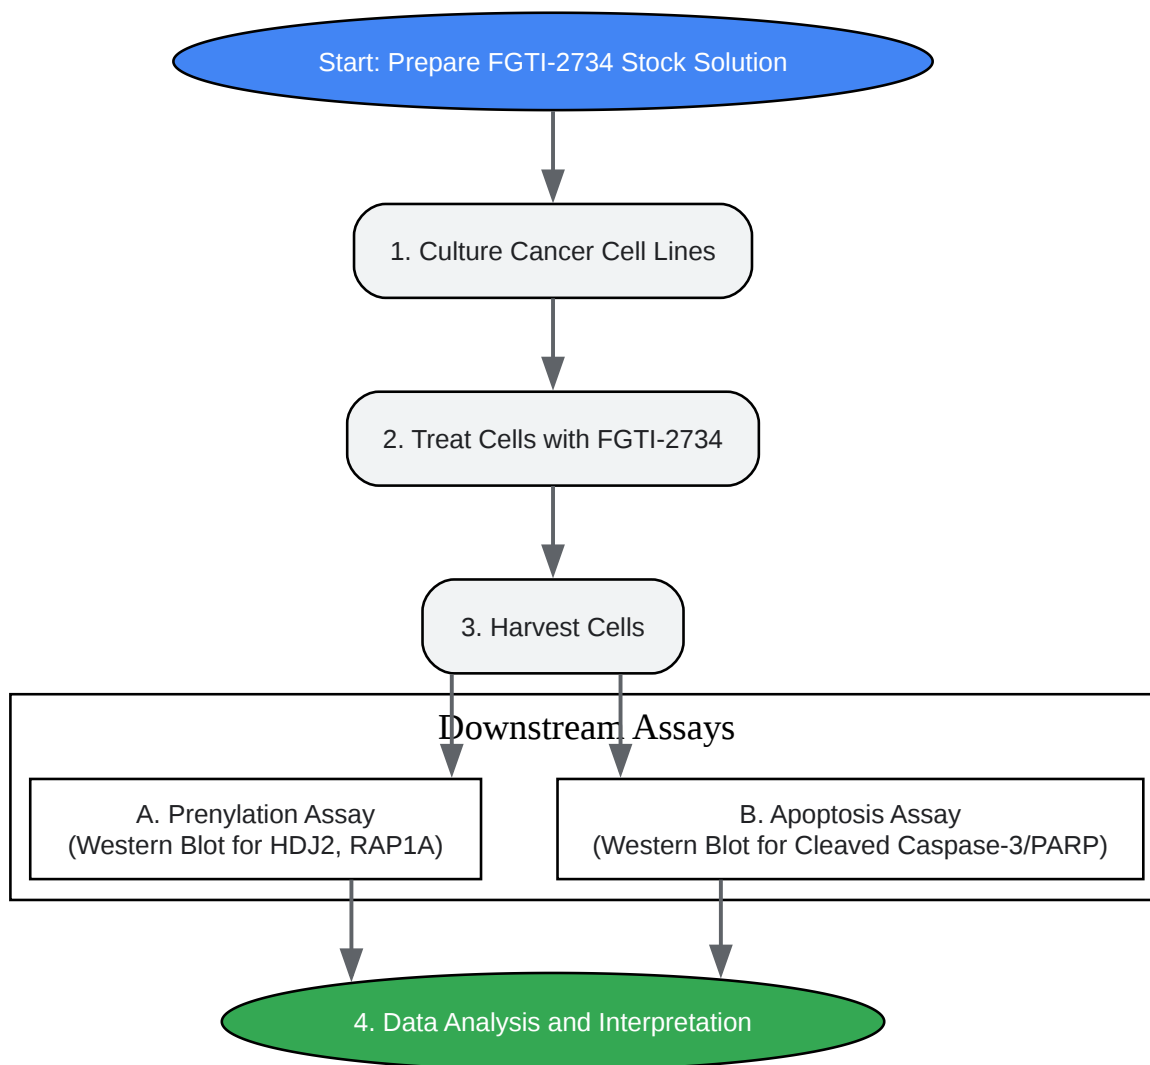 Start: Prepare FGTI-2734 Stock Solution
1. Culture Cancer Cell Lines
2. Treat Cells with FGTI-2734
3. Harvest Cells
Downstream Assays
A. Prenylation Assay
(Western Blot for HDJ2, RAP1A)
B. Apoptosis Assay
(Western Blot for Cleaved Caspase-3/PARP)
4. Data Analysis and Interpretation